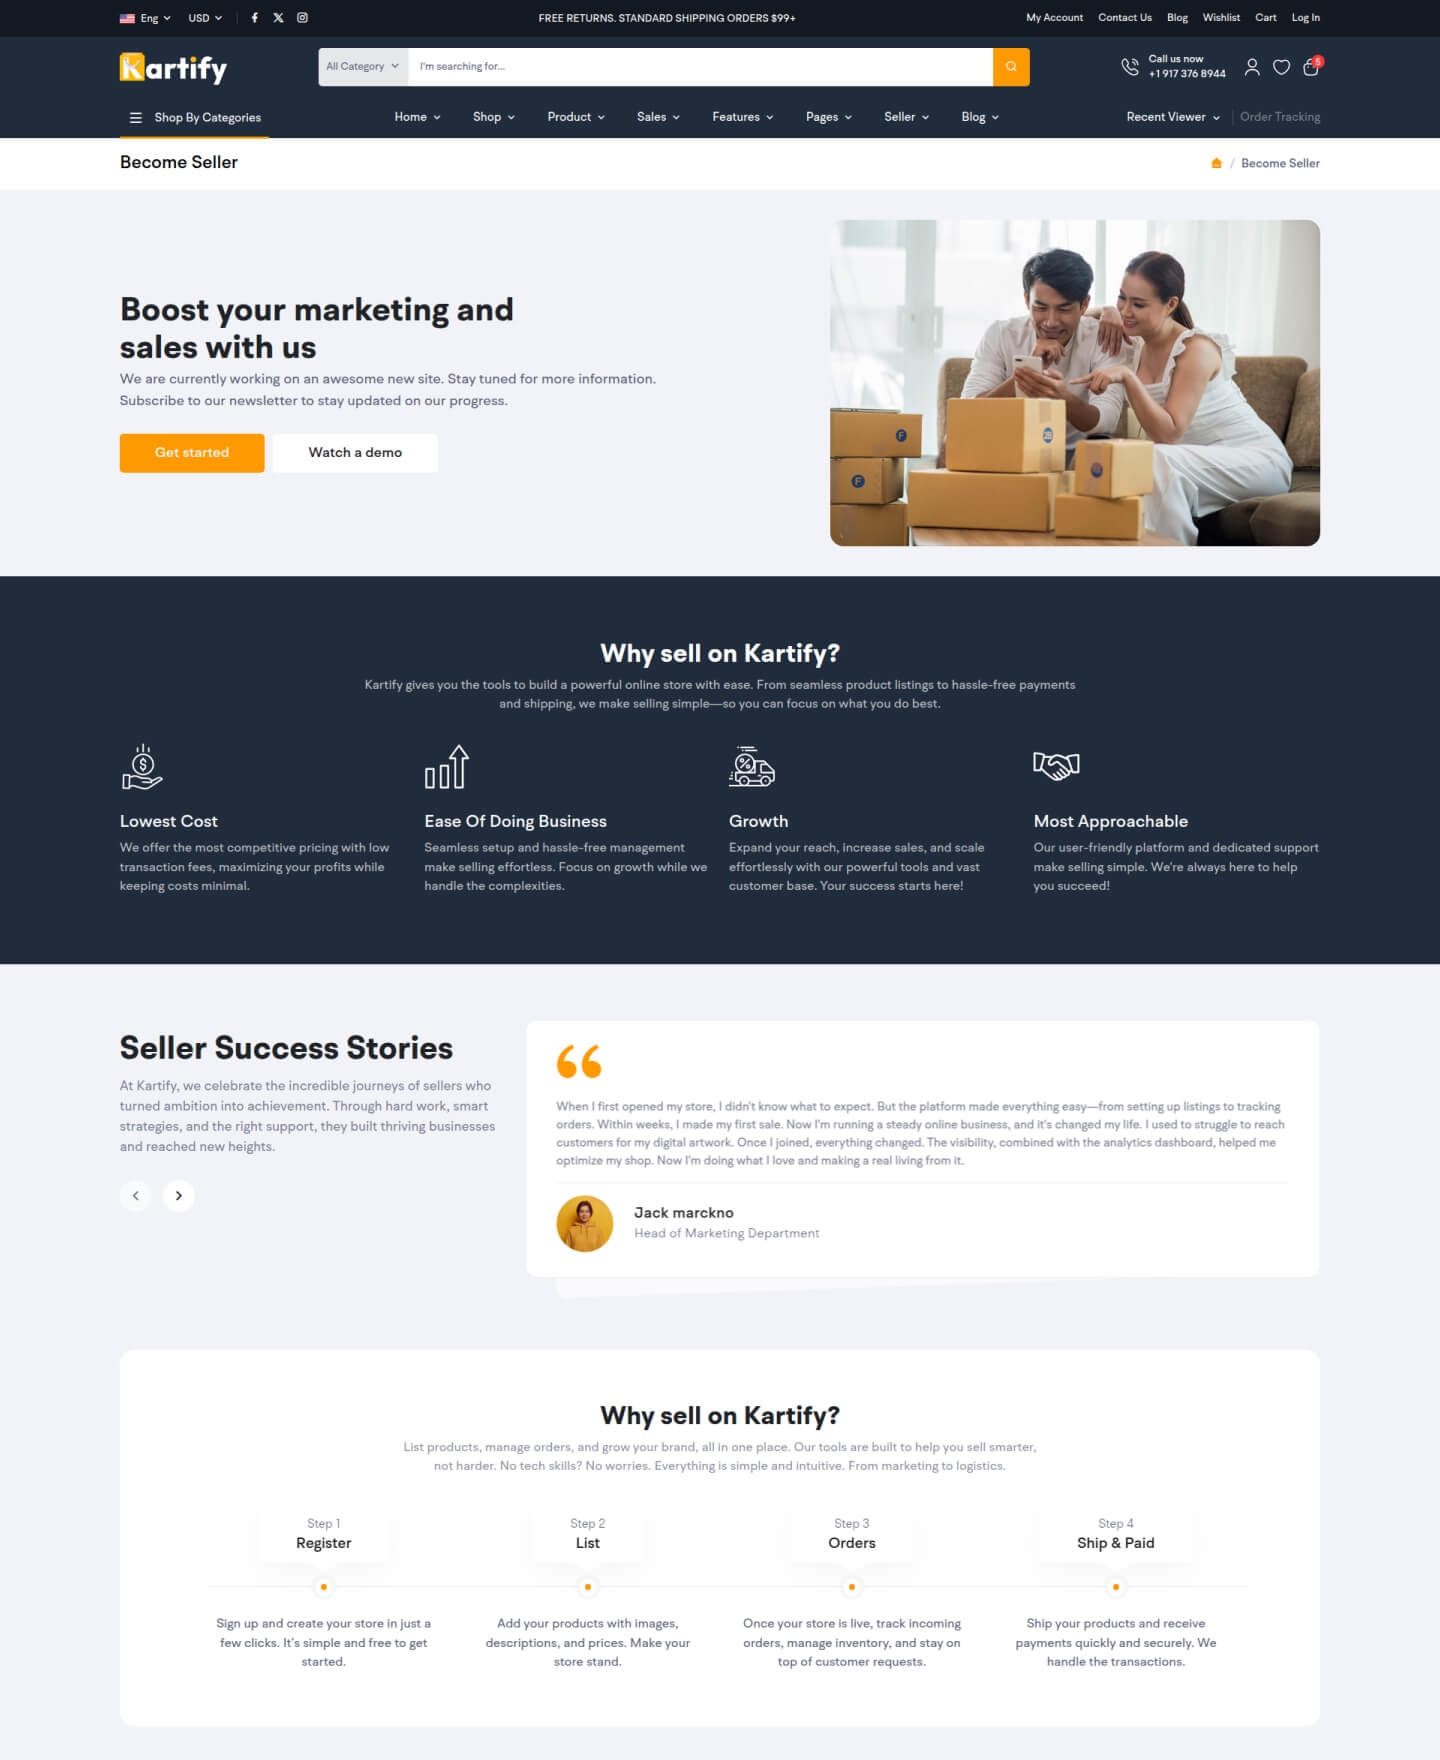 Eng USD FREE RETURNS. STANDARD SHIPPING ORDERS $99+ My Account Contact Us Blog Wishlist Cart Log In
Kartify All Category I'm searching for... Call us now
+1 917 376 8944 5
Shop By Categories Home Shop Product Sales Features Pages Seller Blog Recent Viewer Order Tracking
Become Seller / Become Seller
Boost your marketing and
sales with us
We are currently working on an awesome new site. Stay tuned for more information.
Subscribe to our newsletter to stay updated on our progress.
Get started Watch a demo
F
F
Why sell on Kartify?
Kartify gives you the tools to build a powerful online store with ease. From seamless product listings to hassle-free payments
and shipping, we make selling simple—so you can focus on what you do best.
Lowest Cost
We offer the most competitive pricing with low
transaction fees, maximizing your profits while
keeping costs minimal.
Ease Of Doing Business
Seamless setup and hassle-free management
make selling effortless. Focus on growth while we
handle the complexities.
Growth
Expand your reach, increase sales, and scale
effortlessly with our powerful tools and vast
customer base. Your success starts here!
Most Approachable
Our user-friendly platform and dedicated support
make selling simple. We're always here to help
you succeed!
Seller Success Stories
At Kartify, we celebrate the incredible journeys of sellers who
turned ambition into achievement. Through hard work, smart
strategies, and the right support, they built thriving businesses
and reached new heights.
When I first opened my store, I didn't know what to expect. But the platform made everything easy—from setting up listings to tracking
orders. Within weeks, I made my first sale. Now I'm running a steady online business, and it's changed my life. I used to struggle to reach
customers for my digital artwork. Once I joined, everything changed. The visibility, combined with the analytics dashboard, helped me
optimize my shop. Now I'm doing what I love and making a real living from it.
Jack marckno
Head of Marketing Department
Why sell on Kartify?
List products, manage orders, and grow your brand, all in one place. Our tools are built to help you sell smarter,
not harder. No tech skills? No worries. Everything is simple and intuitive. From marketing to logistics.
Step 1
Register
Sign up and create your store in just a
few clicks. It's simple and free to get
started.
Step 2
List
Add your products with images,
descriptions, and prices. Make your
store stand.
Step 3
Orders
Once your store is live, track incoming
orders, manage inventory, and stay on
top of customer requests.
Step 4
Ship & Paid
Ship your products and receive
payments quickly and securely. We
handle the transactions.